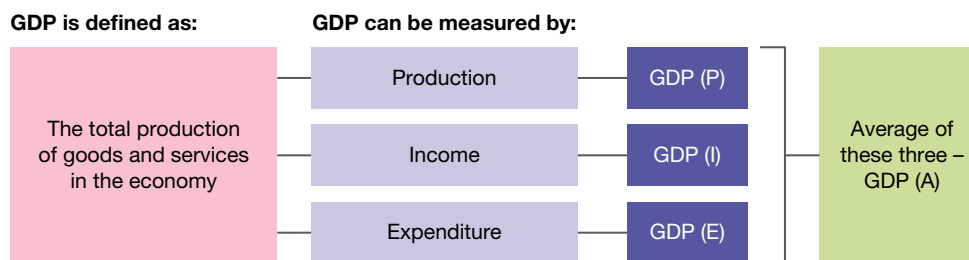 GDP is defined as:
GDP can be measured by:
The total production
of goods and services
in the economy
Production
GDP (P)
Income
GDP (I)
Expenditure
GDP (E)
Average of
these three –
GDP (A)